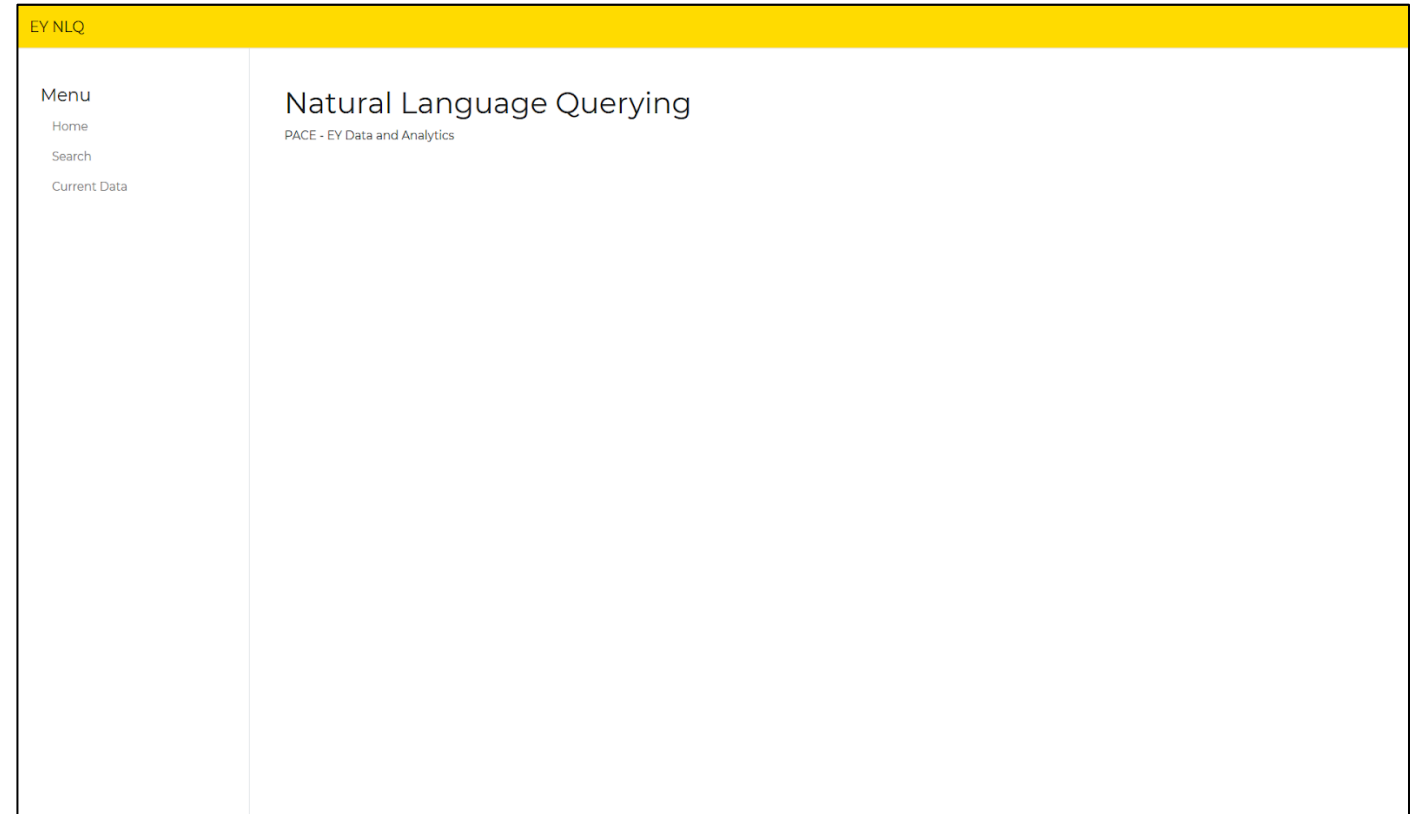 EY NLQ
Menu
Home
Search
Current Data
Natural Language Querying
PACE - EY Data and Analytics